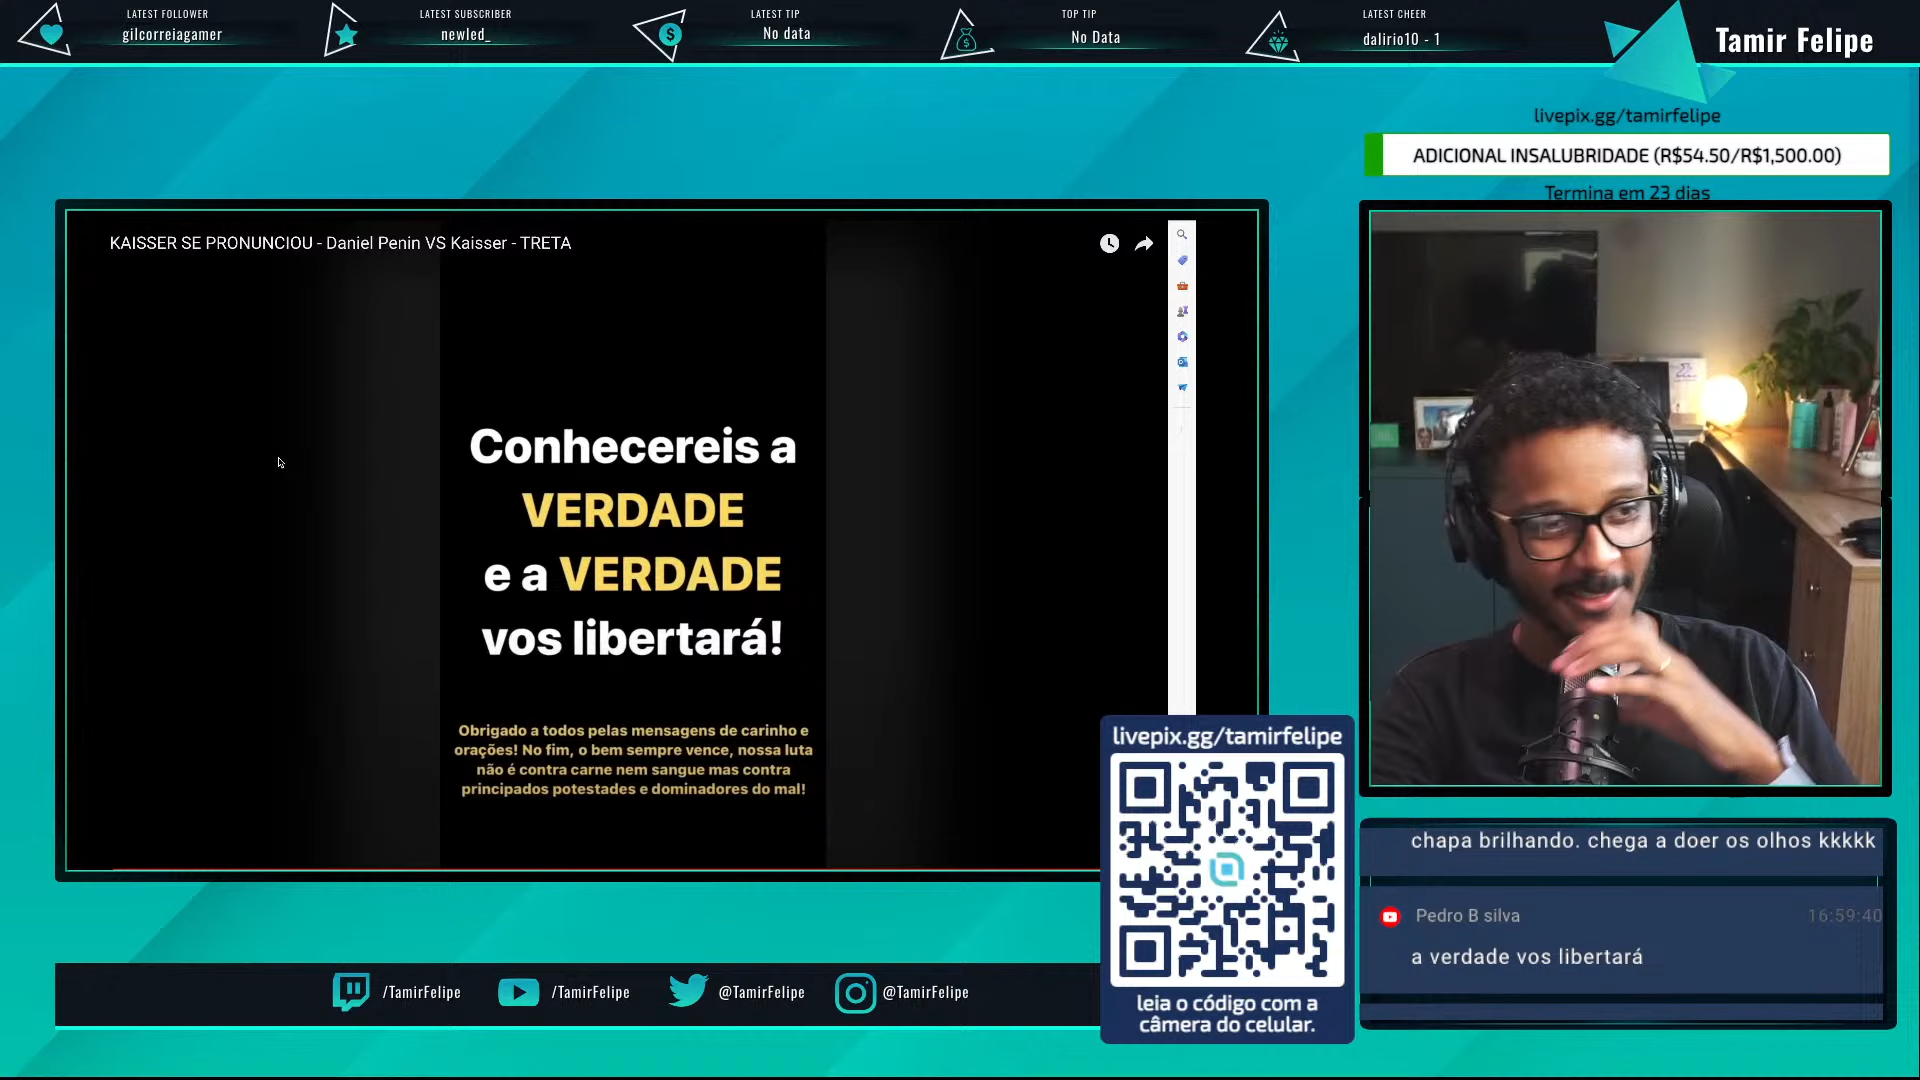 LATEST FOLLOWER
gilcorreiagamer
LATEST SUBSCRIBER
newled_
LATEST TIP
No data
TOP TIP
No Data
LATEST CHEER
dalirio10 - 1
Tamir Felipe
livepix.gg/tamirfelipe
ADICIONAL INSALUBRIDADE (R$54.50/R$1,500.00)
Termina em 23 dias
KAISSER SE PRONUNCIOU - Daniel Penin VS Kaisser - TRETA
Conhecereis a
VERDADE
e a VERDADE
vos libertará!
Obrigado a todos pelas mensagens de carinho e
orações! No fim, o bem sempre vence, nossa luta
não é contra carne nem sangue mas contra
principados potestades e dominadores do mal!
livepix.gg/tamirfelipe
leia o código com a
câmera do celular.
chapa brilhando. chega a doer os olhos kkkkk
Pedro B silva 16:59:40
a verdade vos libertará
/TamirFelipe /TamirFelipe @TamirFelipe @TamirFelipe